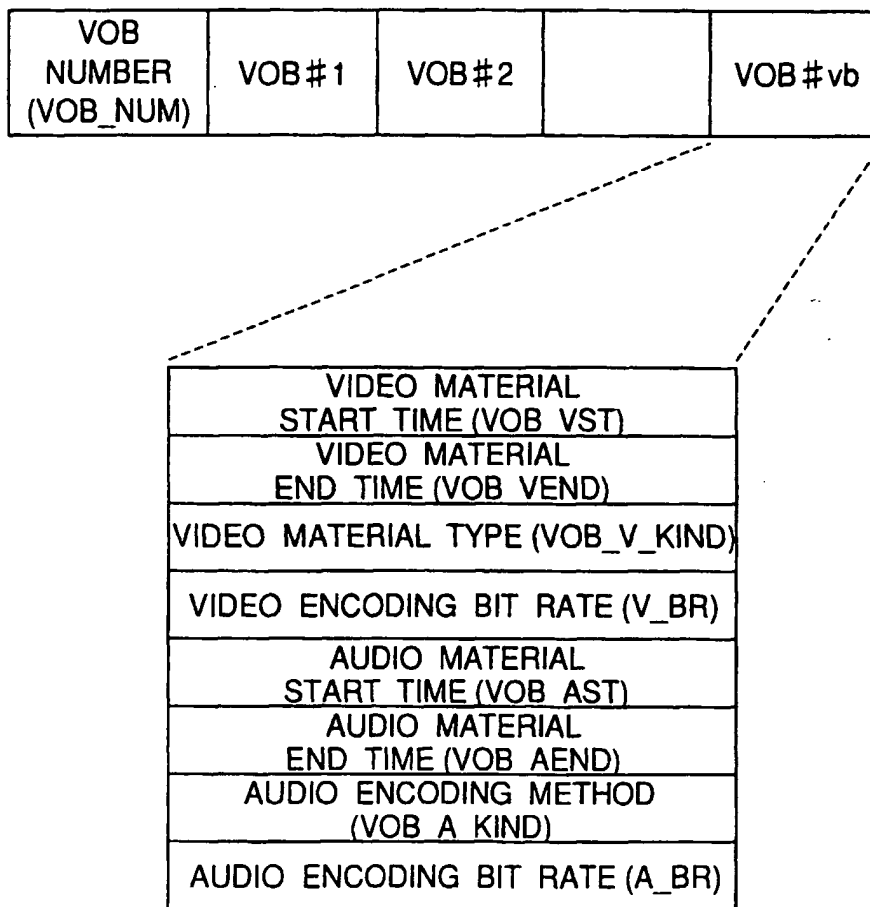 VOB
NUMBER
(VOB_NUM)
VOB#1
VOB#2
VOB#vb
VIDEO MATERIAL
START TIME (VOB VST)
VIDEO MATERIAL
END TIME (VOB VEND)
VIDEO MATERIAL TYPE (VOB_V_KIND)
VIDEO ENCODING BIT RATE (V_BR)
AUDIO MATERIAL
START TIME (VOB AST)
AUDIO MATERIAL
END TIME (VOB AEND)
AUDIO ENCODING METHOD
(VOB A KIND)
AUDIO ENCODING BIT RATE (A_BR)